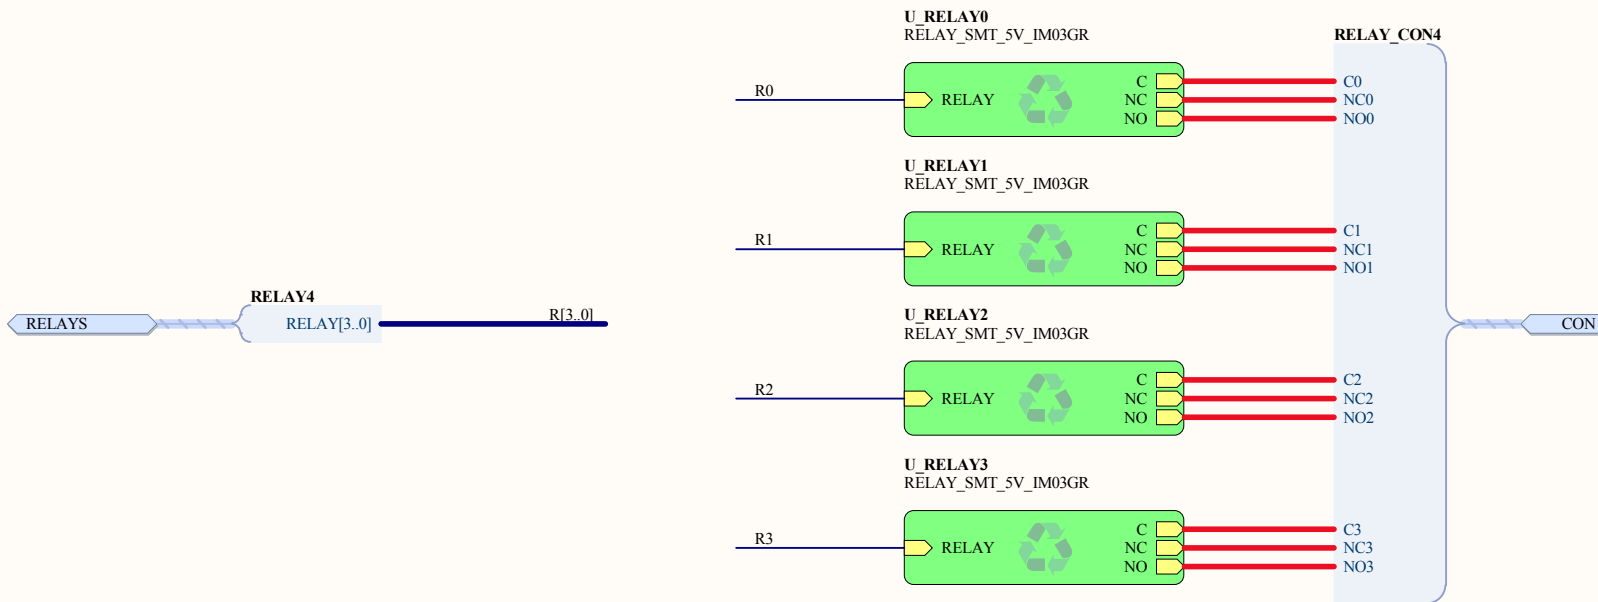 RELAYS
RELAY4
RELAY[3..0]
R[3..0]
U_RELAY0
RELAY_SMT_5V_IM03GR
R0
RELAY
C
NC
NO
U_RELAY1
RELAY_SMT_5V_IM03GR
R1
RELAY
C
NC
NO
U_RELAY2
RELAY_SMT_5V_IM03GR
R2
RELAY
C
NC
NO
U_RELAY3
RELAY_SMT_5V_IM03GR
R3
RELAY
C
NC
NO
RELAY_CON4
C0
NC0
NO0
C1
NC1
NO1
C2
NC2
NO2
C3
NC3
NO3
CON